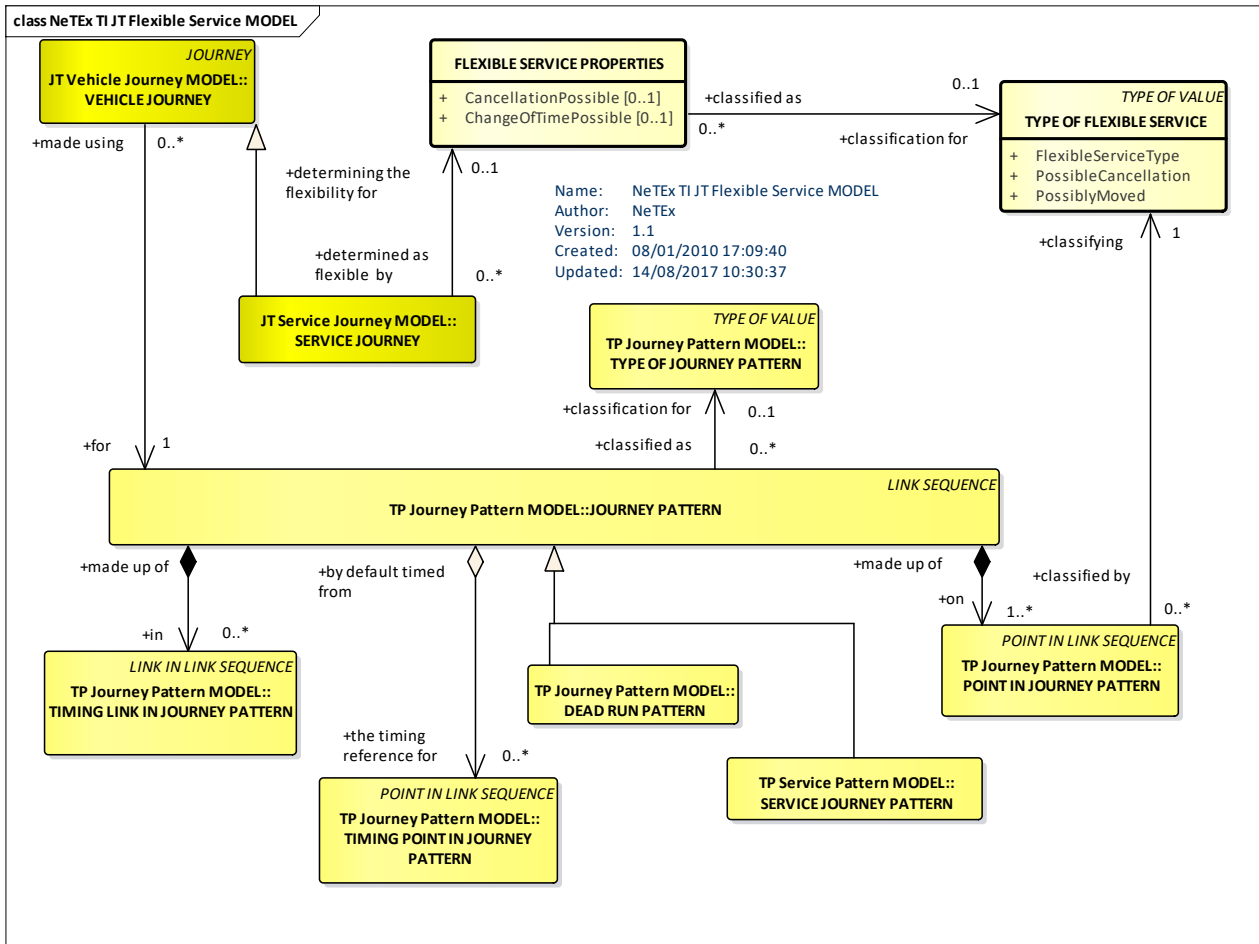 class NeTEx TI JT Flexible Service MODEL
JOURNEY
JT Vehicle Journey MODEL::
VEHICLE JOURNEY
FLEXIBLE SERVICE PROPERTIES
+ CancellationPossible [0..1]
+ ChangeOfTimePossible [0..1]
+classified as
0..*
0..1
+classification for
TYPE OF VALUE
TYPE OF FLEXIBLE SERVICE
+ FlexibleServiceType
+ PossibleCancellation
+ PossiblyMoved
+made using
0..*
+determining the
flexibility for
0..1
Name: NeTEx TI JT Flexible Service MODEL
Author: NeTEx
Version: 1.1
Created: 08/01/2010 17:09:40
Updated: 14/08/2017 10:30:37
+classifying
1
+determined as
flexible by
0..*
JT Service Journey MODEL::
SERVICE JOURNEY
TYPE OF VALUE
TP Journey Pattern MODEL::
TYPE OF JOURNEY PATTERN
+classification for
0..1
+classified as
0..*
+for
1
LINK SEQUENCE
TP Journey Pattern MODEL::JOURNEY PATTERN
+made up of
+by default timed
from
+made up of
+classified by
+in
0..*
+on
1..*
0..*
LINK IN LINK SEQUENCE
TP Journey Pattern MODEL::
TIMING LINK IN JOURNEY PATTERN
POINT IN LINK SEQUENCE
TP Journey Pattern MODEL::
POINT IN JOURNEY PATTERN
TP Journey Pattern MODEL::
DEAD RUN PATTERN
+the timing
reference for
0..*
POINT IN LINK SEQUENCE
TP Journey Pattern MODEL::
TIMING POINT IN JOURNEY
PATTERN
TP Service Pattern MODEL::
SERVICE JOURNEY PATTERN